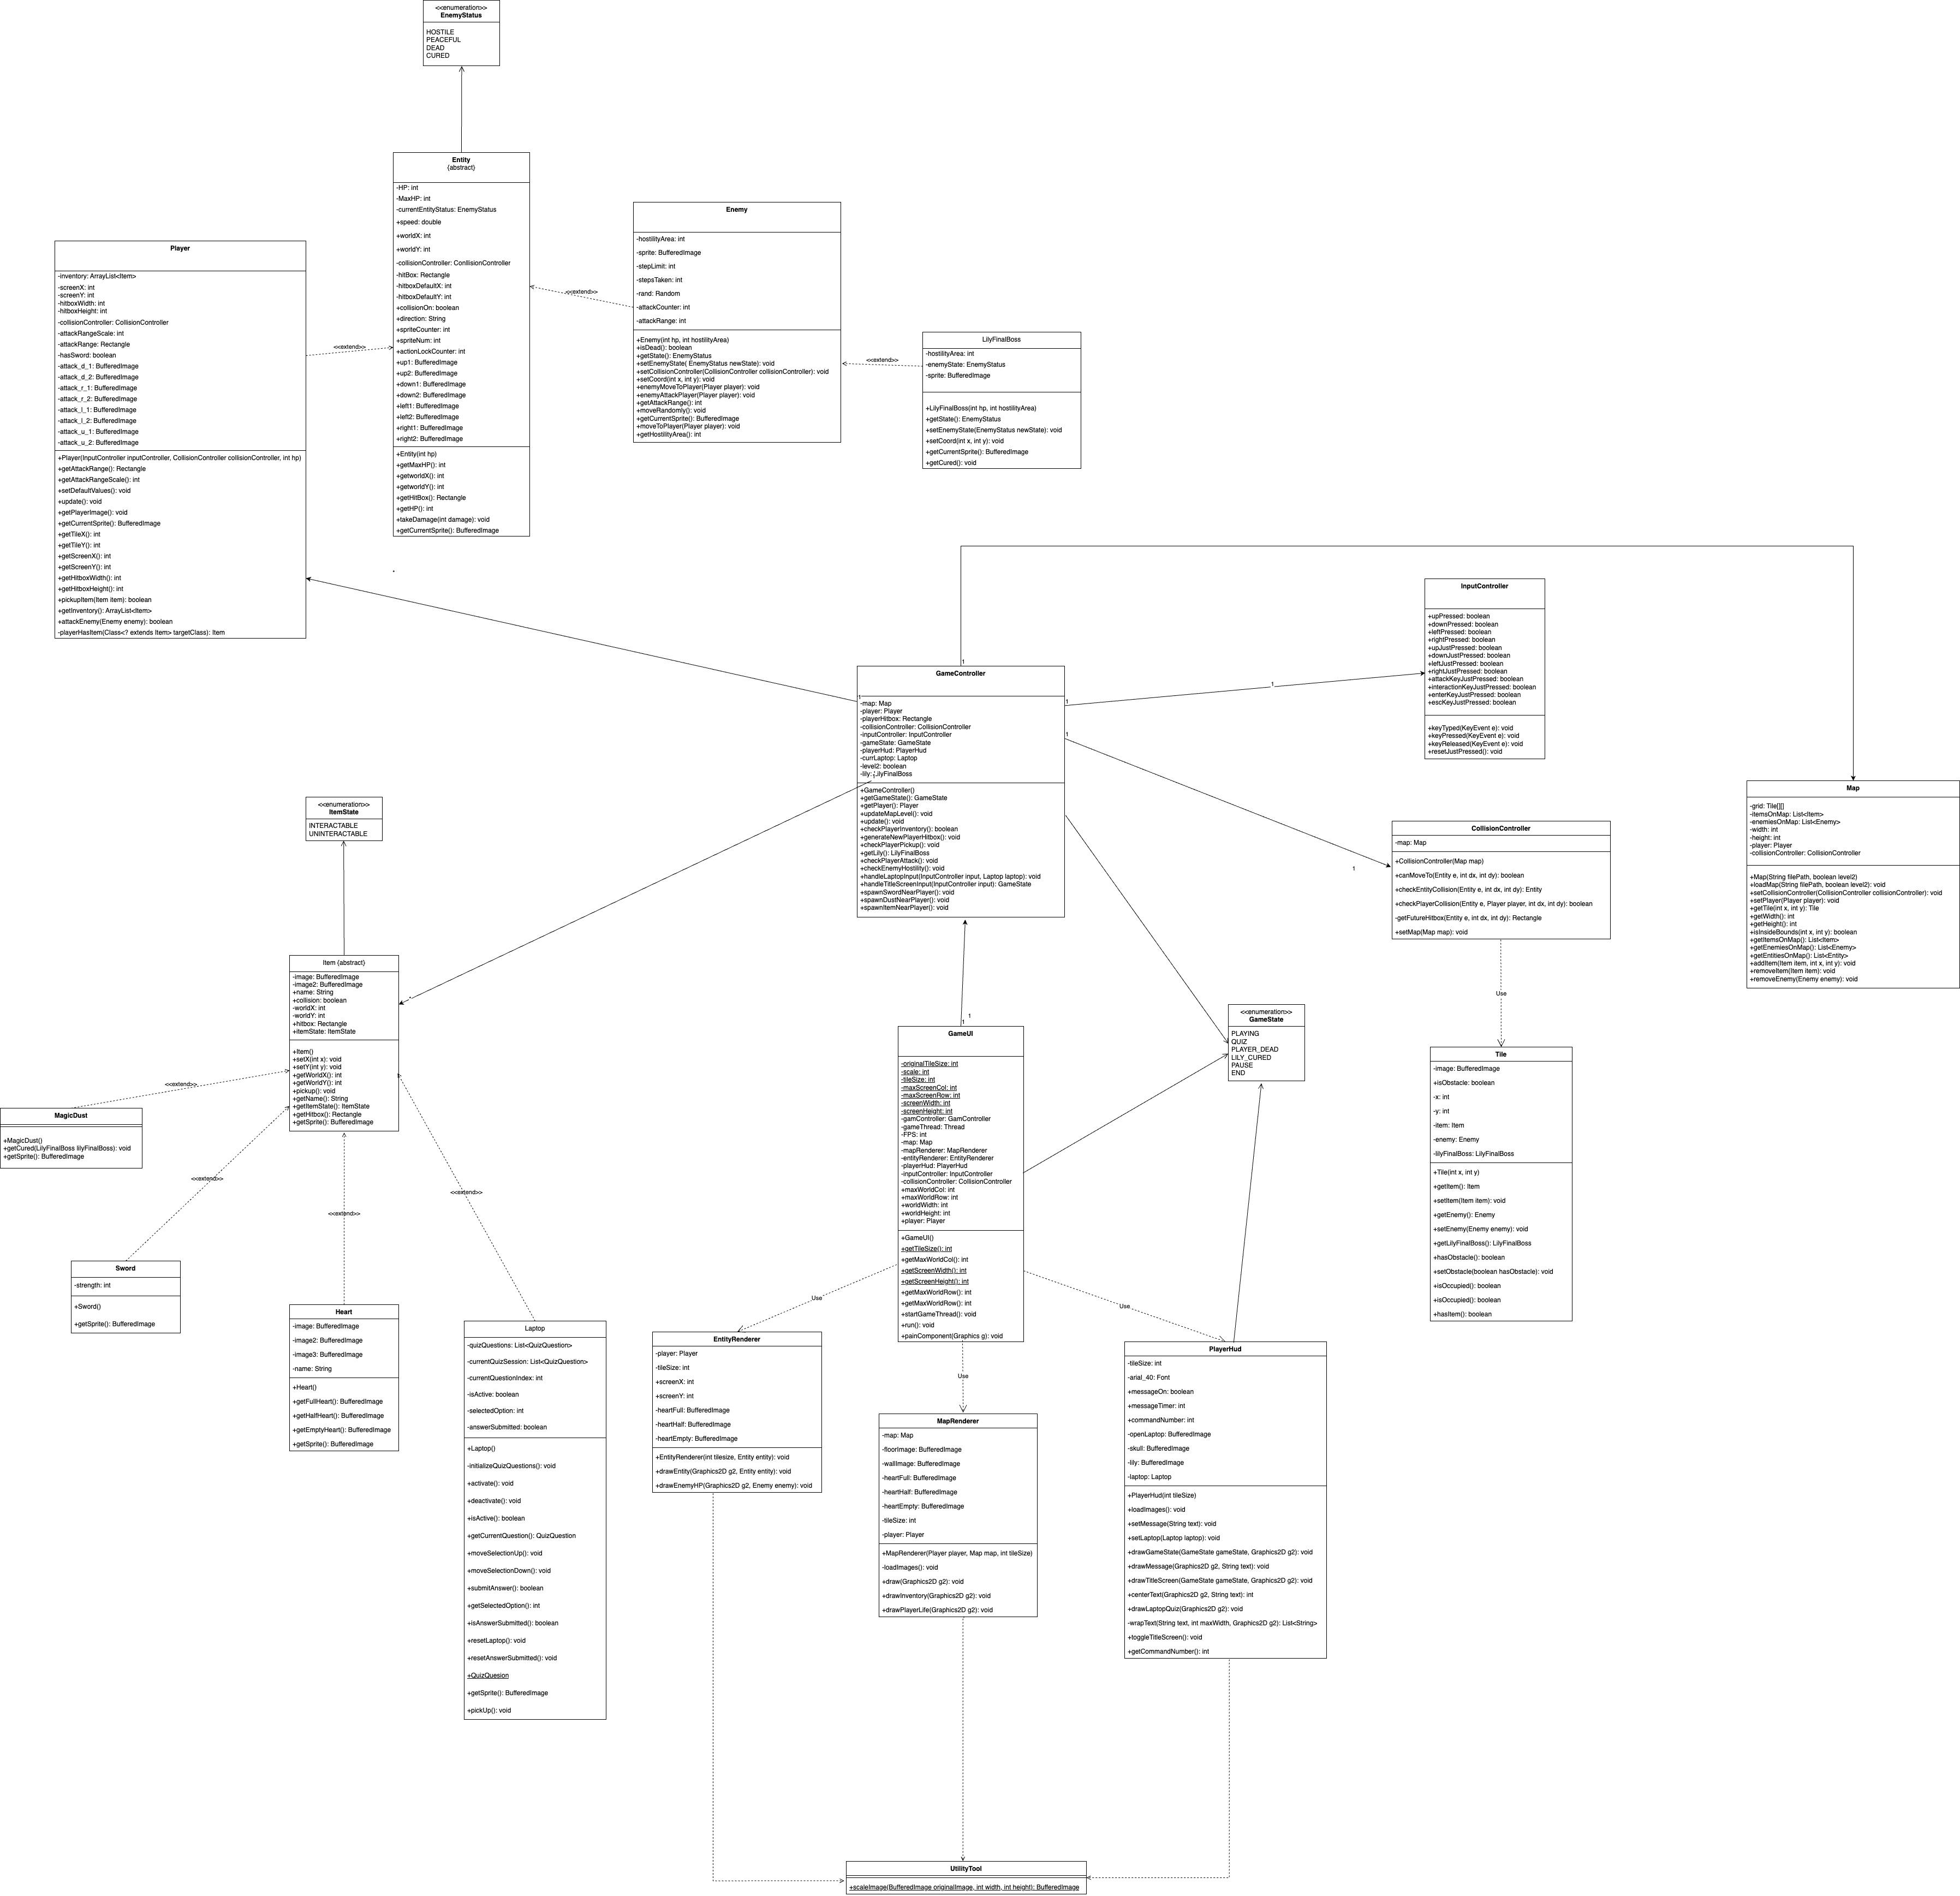 <<enumeration>>
EnemyStatus
HOSTILE
PEACEFUL
DEAD
CURED
Entity
{abstract}
-HP: int
-MaxHP: int
-currentEntityStatus: EnemyStatus
+speed: double
+worldX: int
+worldY: int
-collisionController: ConllisionController
-hitBox: Rectangle
-hitboxDefaultX: int
-hitboxDefaultY: int
+collisionOn: boolean
+direction: String
+spriteCounter: int
+spriteNum: int
+actionLockCounter: int
+up1: BufferedImage
+up2: BufferedImage
+down1: BufferedImage
+down2: BufferedImage
+left1: BufferedImage
+left2: BufferedImage
+right1: BufferedImage
+right2: BufferedImage
+Entity(int hp)
+getMaxHP(): int
+getworldX(): int
+getworldY(): int
+getHitBox(): Rectangle
+getHP(): int
+takeDamage(int damage): void
+getCurrentSprite(): BufferedImage
Enemy
-hostilityArea: int
-sprite: BufferedImage
-stepLimit: int
-stepsTaken: int
-rand: Random
-attackCounter: int
-attackRange: int
+Enemy(int hp, int hostilityArea)
+isDead(): boolean
+getState(): EnemyStatus
+setEnemyState( EnemyStatus newState): void
+setCollisionController(CollisionController collisionController): void
+setCoord(int x, int y): void
+enemyMoveToPlayer(Player player): void
+enemyAttackPlayer(Player player): void
+getAttackRange(): int
+moveRandomly(): void
+getCurrentSprite(): BufferedImage
+moveToPlayer(Player player): void
+getHostilityArea(): int
<<extend>>
Player
-inventory: ArrayList<Item>
-screenX: int
-screenY: int
-hitboxWidth: int
-hitboxHeight: int
-collisionController: CollisionController
-attackRangeScale: int
-attackRange: Rectangle
-hasSword: boolean
-attack_d_1: BufferedImage
-attack_d_2: BufferedImage
-attack_r_1: BufferedImage
-attack_r_2: BufferedImage
-attack_l_1: BufferedImage
-attack_l_2: BufferedImage
-attack_u_1: BufferedImage
-attack_u_2: BufferedImage
+Player(InputController inputController, CollisionController collisionController, int hp)
+getAttackRange(): Rectangle
+getAttackRangeScale(): int
+setDefaultValues(): void
+update(): void
+getPlayerImage(): void
+getCurrentSprite(): BufferedImage
+getTileX(): int
+getTileY(): int
+getScreenX(): int
+getScreenY(): int
+getHitboxWidth(): int
+getHitboxHeight(): int
+pickupItem(Item item): boolean
+getInventory(): ArrayList<Item>
+attackEnemy(Enemy enemy): boolean
-playerHasItem(Class<? extends Item> targetClass): Item
<<extend>>
LilyFinalBoss
-hostilityArea: int
-enemyState: EnemyStatus
-sprite: BufferedImage
+LilyFinalBoss(int hp, int hostilityArea)
+getState(): EnemyStatus
+setEnemyState(EnemyStatus newState): void
+setCoord(int x, int y): void
+getCurrentSprite(): BufferedImage
+getCured(): void
<<extend>>
*
InputController
+upPressed: boolean
+downPressed: boolean
+leftPressed: boolean
+rightPressed: boolean
+upJustPressed: boolean
+downJustPressed: boolean
+leftJustPressed: boolean
+rightJustPressed: boolean
+attackKeyJustPressed: boolean
+interactionKeyJustPressed: boolean
+enterKeyJustPressed: boolean
+escKeyJustPressed: boolean
+keyTyped(KeyEvent e): void
+keyPressed(KeyEvent e): void
+keyReleased(KeyEvent e): void
+resetJustPressed(): void
1
GameController
1
1
1
1
-map: Map
-player: Player
-playerHitbox: Rectangle
-collisionController: CollisionController
-inputController: InputController
-gameState: GameState
-playerHud: PlayerHud
-currLaptop: Laptop
-level2: boolean
-lily: LilyFinalBoss
1
+GameController()
+getGameState(): GameState
+getPlayer(): Player
+updateMapLevel(): void
+update(): void
+checkPlayerInventory(): boolean
+generateNewPlayerHitbox(): void
+checkPlayerPickup(): void
+getLily(): LilyFinalBoss
+checkPlayerAttack(): void
+checkEnemyHostility(): void
+handleLaptopInput(InputController input, Laptop laptop): void
+handleTitleScreenInput(InputController input): GameState
+spawnSwordNearPlayer(): void
+spawnDustNearPlayer(): void
+spawnItemNearPlayer(): void
Map
-grid: Tile[][]
-itemsOnMap: List<Item>
-enemiesOnMap: List<Enemy>
-width: int
-height: int
-player: Player
-collisionController: CollisionController
+Map(String filePath, boolean level2)
+loadMap(String filePath, boolean level2): void
+setCollisionController(CollisionController collisionController): void
+setPlayer(Player player): void
+getTile(int x, int y): Tile
+getWidth(): int
+getHeight(): int
+isInsideBounds(int x, int y): boolean
+getItemsOnMap(): List<Item>
+getEnemiesOnMap(): List<Enemy>
+getEntitiesOnMap(): List<Entity>
+addItem(Item item, int x, int y): void
+removeItem(Item item): void
+removeEnemy(Enemy enemy): void
<<enumeration>>
ItemState
INTERACTABLE
UNINTERACTABLE
1
CollisionController
-map: Map
+CollisionController(Map map)
+canMoveTo(Entity e, int dx, int dy): boolean
+checkEntityCollision(Entity e, int dx, int dy): Entity
+checkPlayerCollision(Entity e, Player player, int dx, int dy): boolean
-getFutureHitbox(Entity e, int dx, int dy): Rectangle
+setMap(Map map): void
Use
Item {abstract}
-image: BufferedImage
-image2: BufferedImage
+name: String
+collision: boolean
-worldX: int
-worldY: int
+hitbox: Rectangle
+itemState: ItemState
*
+Item()
+setX(int x): void
+setY(int y): void
+getWorldX(): int
+getWorldY(): int
+pickup(): void
+getName(): String
+getItemState(): ItemState
+getHitbox(): Rectangle
+getSprite(): BufferedImage
<<enumeration>>
GameState
PLAYING
QUIZ
PLAYER_DEAD
LILY_CURED
PAUSE
END
1
1
GameUI
-originalTileSize: int
-scale: int
-tileSize: int
-maxScreenCol: int
-maxScreenRow: int
-screenWidth: int
-screenHeight: int
-gamController: GamController
-gameThread: Thread
-FPS: int
-map: Map
-mapRenderer: MapRenderer
-entityRenderer: EntityRenderer
-playerHud: PlayerHud
-inputController: InputController
-collisionController: CollisionController
+maxWorldCol: int
+maxWorldRow: int
+worldWidth: int
+worldHeight: int
+player: Player
+GameUI()
+getTileSize(): int
+getMaxWorldCol(): int
+getScreenWidth(): int
+getScreenHeight(): int
+getMaxWorldRow(): int
+getMaxWorldRow(): int
+startGameThread(): void
+run(): void
+painComponent(Graphics g): void
Tile
-image: BufferedImage
+isObstacle: boolean
-x: int
-y: int
-item: Item
-enemy: Enemy
-lilyFinalBoss: LilyFinalBoss
+Tile(int x, int y)
+getItem(): Item
+setItem(Item item): void
+getEnemy(): Enemy
+setEnemy(Enemy enemy): void
+getLilyFinalBoss(): LilyFinalBoss
+hasObstacle(): boolean
+setObstacle(boolean hasObstacle): void
+isOccupied(): boolean
+isOccupied(): boolean
+hasItem(): boolean
<<extend>>
MagicDust
+MagicDust()
+getCured(LilyFinalBoss lilyFinalBoss): void
+getSprite(): BufferedImage
<<extend>>
<<extend>>
<<extend>>
Sword
-strength: int
+Sword()
+getSprite(): BufferedImage
Heart
-image: BufferedImage
-image2: BufferedImage
-image3: BufferedImage
-name: String
+Heart()
+getFullHeart(): BufferedImage
+getHalfHeart(): BufferedImage
+getEmptyHeart(): BufferedImage
+getSprite(): BufferedImage
Laptop
-quizQuestions: List<QuizQuestion>
-currentQuizSession: List<QuizQuestion>
-currentQuestionIndex: int
-isActive: boolean
-selectedOption: int
-answerSubmitted: boolean
+Laptop()
-initializeQuizQuestions(): void
+activate(): void
+deactivate(): void
+isActive(): boolean
+getCurrentQuestion(): QuizQuestion
+moveSelectionUp(): void
+moveSelectionDown(): void
+submitAnswer(): boolean
+getSelectedOption(): int
+isAnswerSubmitted(): boolean
+resetLaptop(): void
+resetAnswerSubmitted(): void
+QuizQuesion
+getSprite(): BufferedImage
+pickUp(): void
Use
Use
Use
EntityRenderer
-player: Player
-tileSize: int
+screenX: int
+screenY: int
-heartFull: BufferedImage
-heartHalf: BufferedImage
-heartEmpty: BufferedImage
+EntityRenderer(int tilesize, Entity entity): void
+drawEntity(Graphics2D g2, Entity entity): void
+drawEnemyHP(Graphics2D g2, Enemy enemy): void
MapRenderer
-map: Map
-floorImage: BufferedImage
-wallImage: BufferedImage
-heartFull: BufferedImage
-heartHalf: BufferedImage
-heartEmpty: BufferedImage
-tileSize: int
-player: Player
+MapRenderer(Player player, Map map, int tileSize)
-loadImages(): void
+draw(Graphics2D g2): void
+drawInventory(Graphics2D g2): void
+drawPlayerLife(Graphics2D g2): void
PlayerHud
-tileSize: int
-arial_40: Font
+messageOn: boolean
+messageTimer: int
+commandNumber: int
-openLaptop: BufferedImage
-skull: BufferedImage
-lily: BufferedImage
-laptop: Laptop
+PlayerHud(int tileSize)
+loadImages(): void
+setMessage(String text): void
+setLaptop(Laptop laptop): void
+drawGameState(GameState gameState, Graphics2D g2): void
+drawMessage(Graphics2D g2, String text): void
+drawTitleScreen(GameState gameState, Graphics2D g2): void
+centerText(Graphics2D g2, String text): int
+drawLaptopQuiz(Graphics2D g2): void
-wrapText(String text, int maxWidth, Graphics2D g2): List<String>
+toggleTitleScreen(): void
+getCommandNumber(): int
UtilityTool
+scaleImage(BufferedImage originalImage, int width, int height): BufferedImage